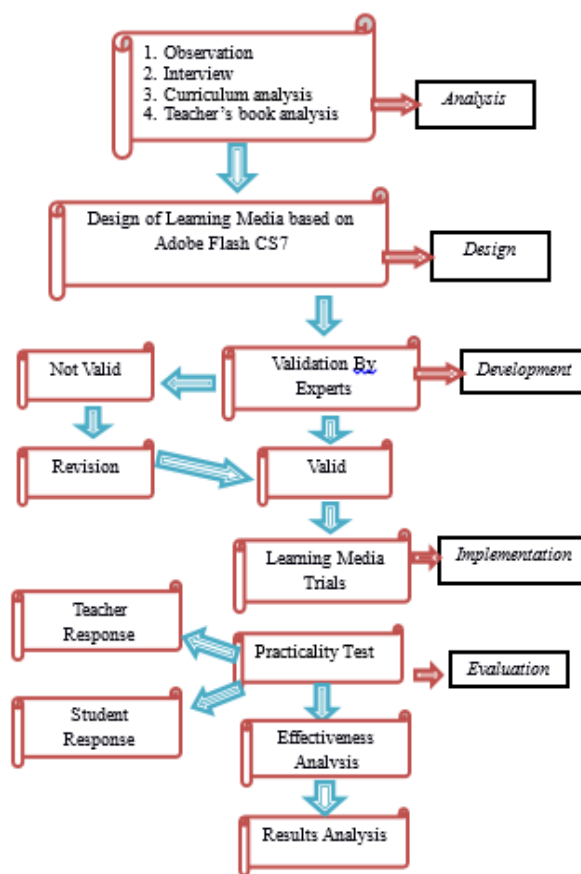 1. Observation
2. Interview
3. Curriculum analysis
4. Teacher's book analysis
Analysis
Design of Learning Media based on
Adobe Flash CS7
Design
Not Valid
Validation By
Experts
Development
Revision
Valid
Learning Media
Trials
Implementation
Teacher
Response
Practicality Test
Evaluation
Student
Response
Effectiveness
Analysis
Results Analysis